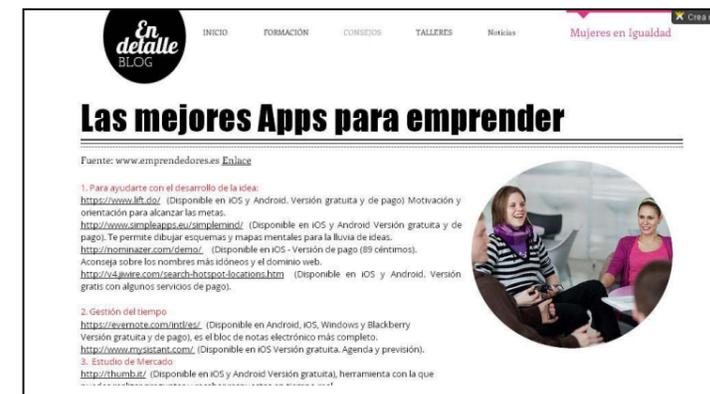 En
detalle
BLOG
INICIO FORMACIÓN CONSEJOS TALLERES Noticias Mujeres en Igualdad
Crea
Las mejores Apps para emprender
Fuente: www.emprendedores.es Enlace
1. Para ayudarte con el desarrollo de la idea:
https://www.lift.do/ (Disponible en iOS y Android. Versión gratuita y de pago) Motivación y
orientación para alcanzar las metas.
http://www.simpleapps.eu/simplemind/ (Disponible en iOS y Android Versión gratuita y de
pago). Te permite dibujar esquemas y mapas mentales para la lluvia de ideas.
http://nominazer.com/demo/ (Disponible en iOS - Versión de pago (89 céntimos).
Aconseja sobre los nombres más idóneos y el dominio web.
http://v4.jiwire.com/search-hotspot-locations.htm (Disponible en iOS y Android. Versión
gratis con algunos servicios de pago).
2. Gestión del tiempo
https://evernote.com/intl/es/ (Disponible en Android, iOS, Windows y Blackberry
Versión gratuita y de pago), es el bloc de notas electrónico más completo.
http://www.mysistant.com/ (Disponible en iOS Versión gratuita. Agenda y previsión).
3. Estudio de Mercado
http://thumb.it/ (Disponible en iOS y Android Versión gratuita), herramienta con la que